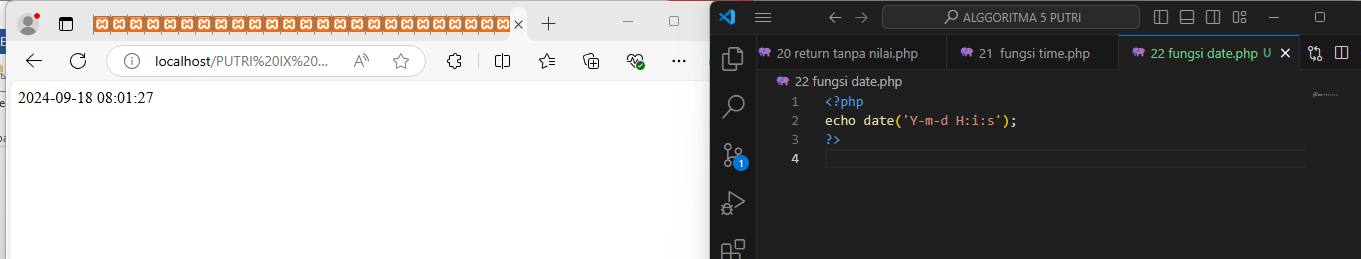 localhost/PUTRI%20IX%20...
2024-09-18 08:01:27
ALGGORITMA 5 PUTRI
20 return tanpa nilai.php
21 fungsi time.php
22 fungsi date.php U
22 fungsi date.php
1 <?php
2 echo date('Y-m-d H:i:s');
3 ?>
4
1